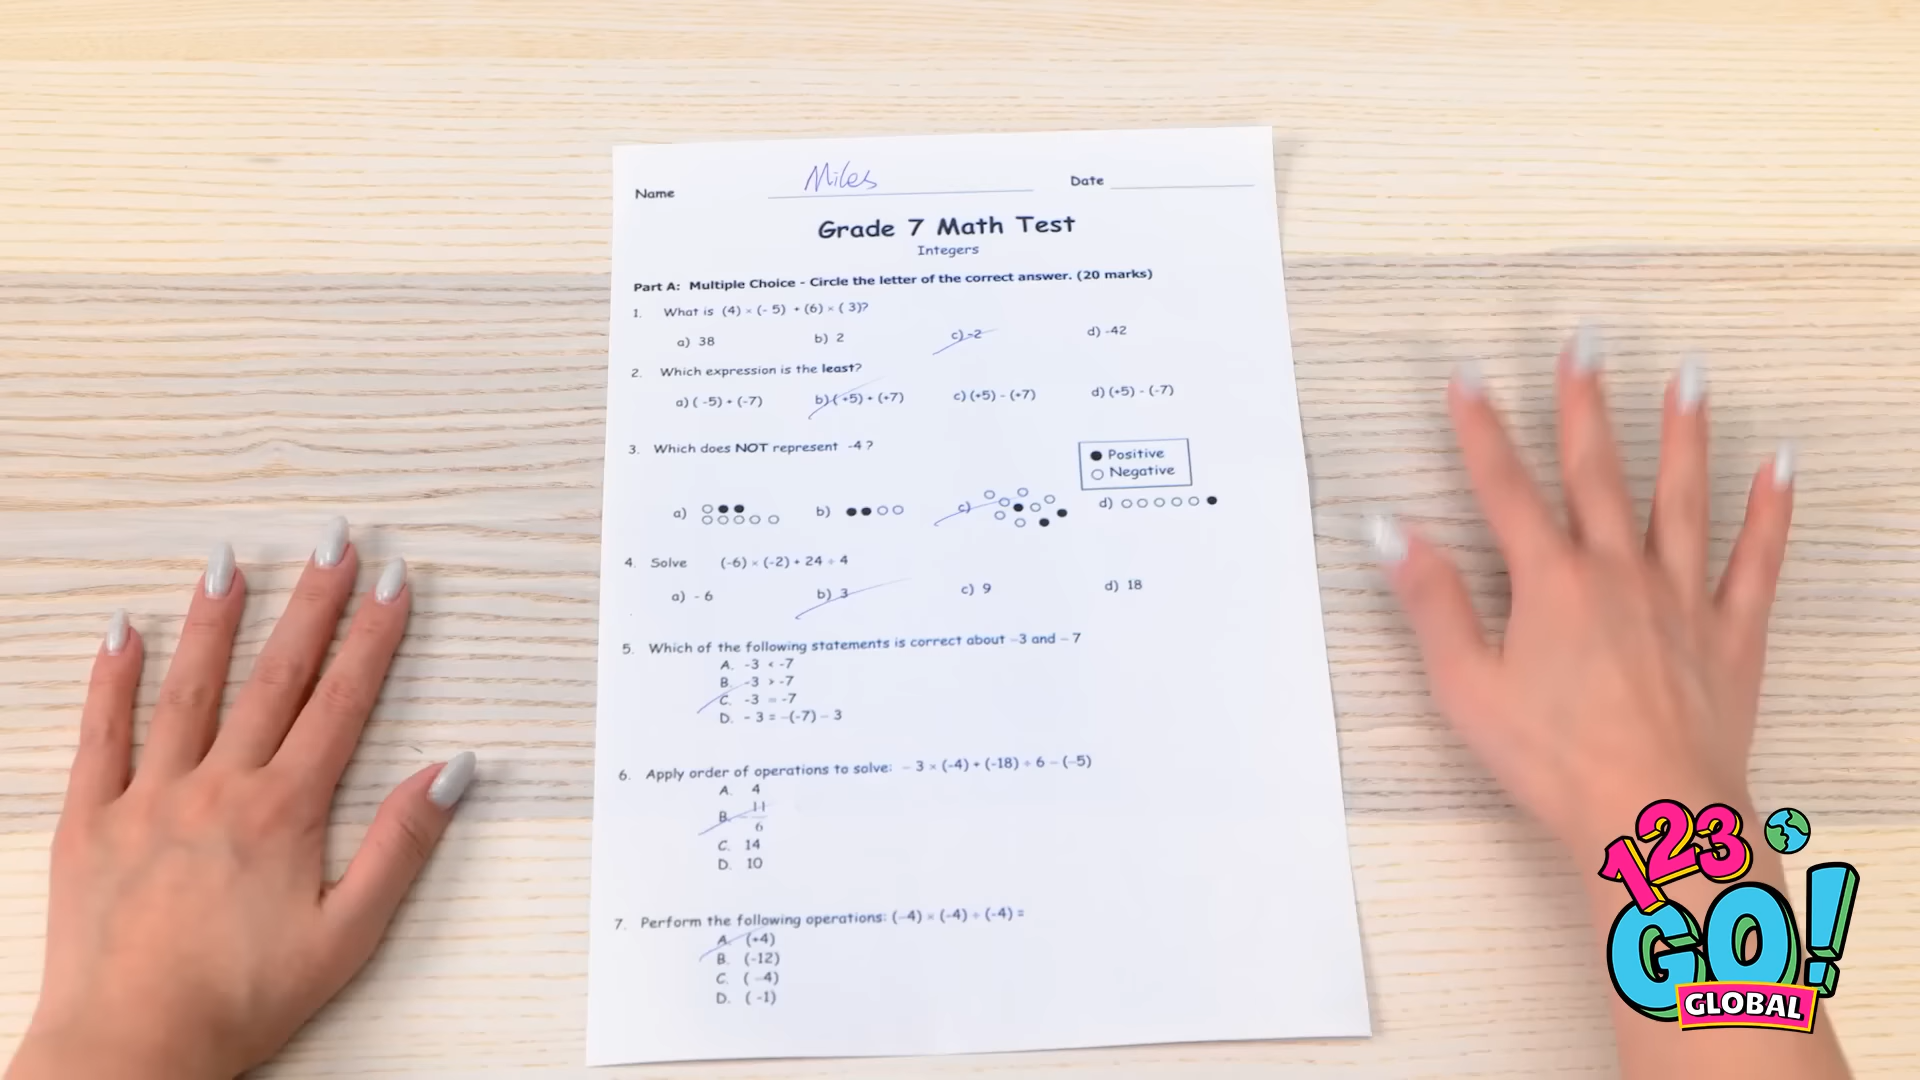 Name Miles Date
Grade 7 Math Test
Integers
Part A: Multiple Choice - Circle the letter of the correct answer. (20 marks)
1. What is (4) × (- 5) + (6) × ( 3)?
a) 38 b) 2 c) -2 d) -42
2. Which expression is the least?
a) ( -5) + (-7) b) ( +5) + (+7) c) (+5) - (+7) d) (+5) - (-7)
3. Which does NOT represent -4 ?
Positive
Negative
a) b) c) d)
4. Solve (-6) × (-2) + 24 ÷ 4
a) - 6 b) 3 c) 9 d) 18
5. Which of the following statements is correct about -3 and - 7
A. -3 < -7
B. -3 > -7
C. -3 = -7
D. - 3 = -(-7) - 3
6. Apply order of operations to solve: - 3 × (-4) + (-18) ÷ 6 - (-5)
A. 4
B. - 11/6
C. 14
D. 10
7. Perform the following operations: (-4) × (-4) ÷ (-4) =
A. (+4)
B. (-12)
C. ( -4)
D. ( -1)
123
GO!
GLOBAL